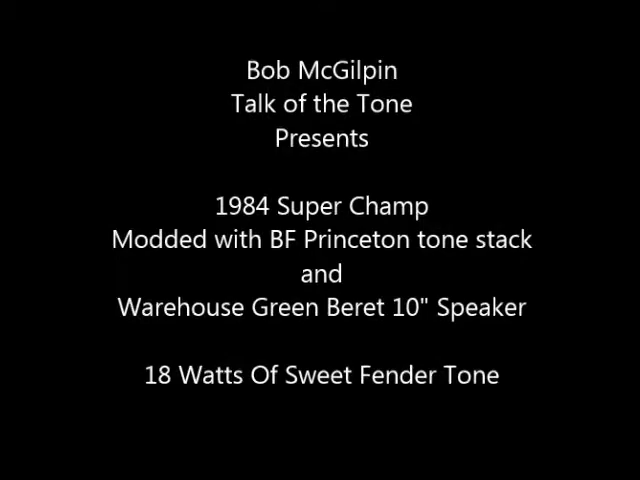 Bob McGilpin
Talk of the Tone
Presents
1984 Super Champ
Modded with BF Princeton tone stack
and
Warehouse Green Beret 10" Speaker
18 Watts Of Sweet Fender Tone